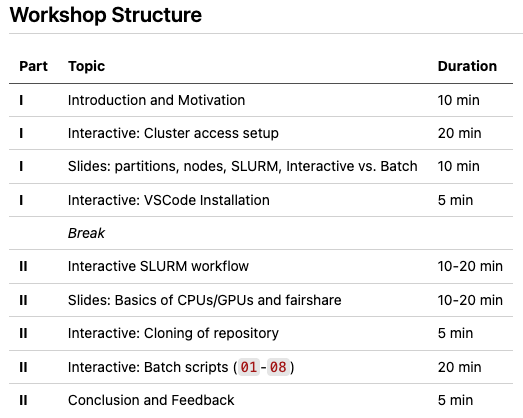 Workshop Structure
Part Topic Duration
I Introduction and Motivation 10 min
I Interactive: Cluster access setup 20 min
I Slides: partitions, nodes, SLURM, Interactive vs. Batch 10 min
I Interactive: VSCode Installation 5 min
Break
II Interactive SLURM workflow 10-20 min
II Slides: Basics of CPUs/GPUs and fairshare 10-20 min
II Interactive: Cloning of repository 5 min
II Interactive: Batch scripts (01-08) 20 min
II Conclusion and Feedback 5 min